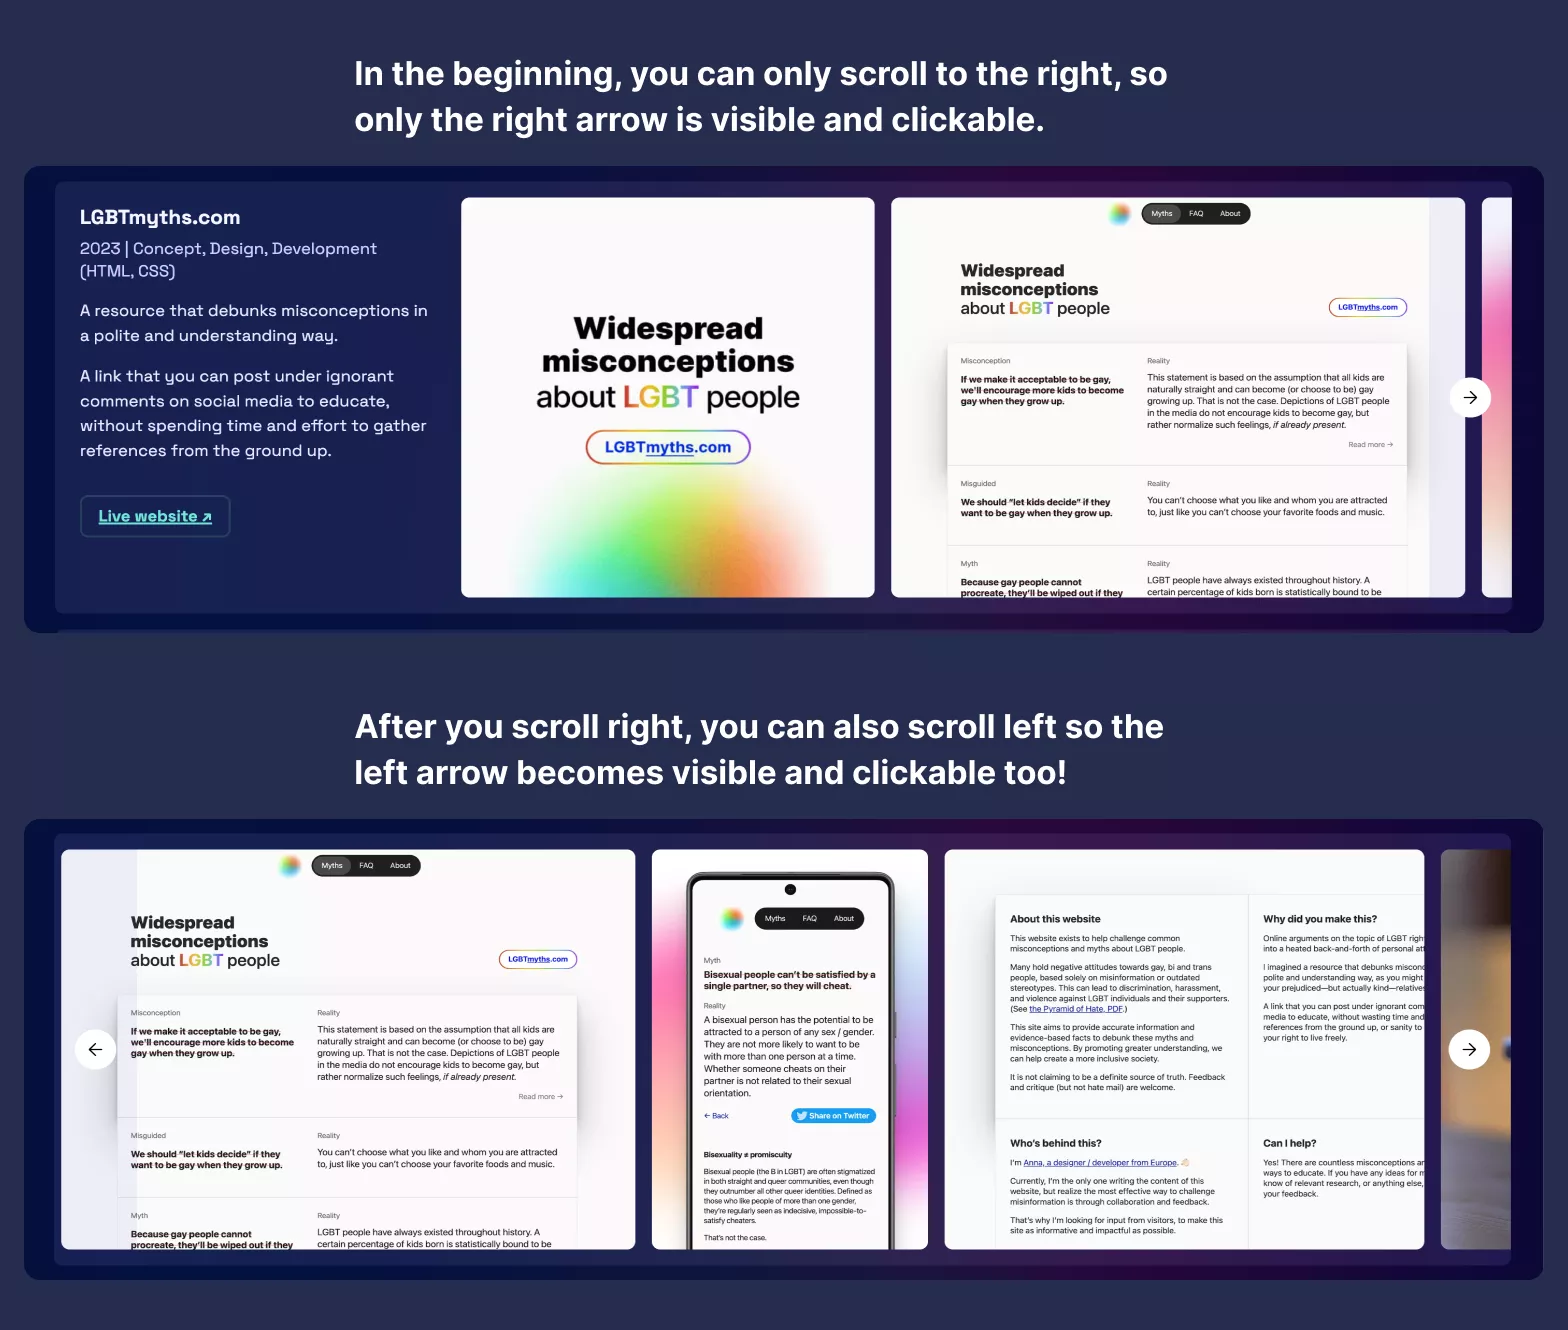 In the beginning, you can only scroll to the right, so
only the right arrow is visible and clickable.
LGBTmyths.com
2023 | Concept, Design, Development
(HTML, CSS)
A resource that debunks misconceptions in
a polite and understanding way.
A link that you can post under ignorant
comments on social media to educate,
without spending time and effort to gather
references from the ground up.
Live website ↗
Widespread
misconceptions
about LGBT people
LGBTmyths.com
Myths FAQ About
Widespread
misconceptions
about LGBT people
LGBTmyths.com
Misconception
If we make it acceptable to be gay,
we'll encourage more kids to become
gay when they grow up.
Reality
This statement is based on the assumption that all kids are
naturally straight and can become (or choose to be) gay
growing up. That is not the case. Depictions of LGBT people
in the media do not encourage kids to become gay, but
rather normalize such feelings, if already present.
Read more →
Misguided
We should “let kids decide” if they
want to be gay when they grow up.
Reality
You can't choose what you like and whom you are attracted
to, just like you can't choose your favorite foods and music.
Myth
Because gay people cannot
procreate, they'll be wiped out if they
Reality
LGBT people have always existed throughout history. A
certain percentage of kids born is statistically bound to be
→
After you scroll right, you can also scroll left so the
left arrow becomes visible and clickable too!
←
Myths FAQ About
Widespread
misconceptions
about LGBT people
LGBTmyths.com
Misconception
If we make it acceptable to be gay,
we'll encourage more kids to become
gay when they grow up.
Reality
This statement is based on the assumption that all kids are
naturally straight and can become (or choose to be) gay
growing up. That is not the case. Depictions of LGBT people
in the media do not encourage kids to become gay, but
rather normalize such feelings, if already present.
Read more →
Misguided
We should “let kids decide” if they
want to be gay when they grow up.
Reality
You can't choose what you like and whom you are attracted
to, just like you can't choose your favorite foods and music.
Myth
Because gay people cannot
procreate, they'll be wiped out if they
Reality
LGBT people have always existed throughout history. A
certain percentage of kids born is statistically bound to be
Myths FAQ About
Myth
Bisexual people can't be satisfied by a
single partner, so they will cheat.
Reality
A bisexual person has the potential to be
attracted to a person of any sex / gender.
They are not more likely to want to be
with more than one person at a time.
Whether someone cheats on their
partner is not related to their sexual
orientation.
← Back
Share on Twitter
Bisexuality ≠ promiscuity
Bisexual people (the B in LGBT) are often stigmatized
in both straight and queer communities, even though
they outnumber all other queer identities. Defined as
those who like people of more than one gender,
they're regularly seen as indecisive, impossible-to-
satisfy cheaters.
That's not the case.
About this website
This website exists to help challenge common
misconceptions and myths about LGBT people.
Many hold negative attitudes towards gay, bi and trans
people, based solely on misinformation or outdated
stereotypes. This can lead to discrimination, harassment,
and violence against LGBT individuals and their supporters.
(See the Pyramid of Hate, PDF.)
This site aims to provide accurate information and
evidence-based facts to debunk these myths and
misconceptions. By promoting greater understanding, we
can help create a more inclusive society.
It is not claiming to be a definite source of truth. Feedback
and critique (but not hate mail) are welcome.
Why did you make this?
Online arguments on the topic of LGBT
into a heated back-and-forth of personal
I imagined a resource that debunks
polite and understanding way, as you might
your prejudiced—but actually kind—relatives
A link that you can post under ignorant
media to educate, without wasting time and
references from the ground up, or sanity to
your right to live freely.
Who's behind this?
I'm Anna, a designer / developer from Europe. 
Currently, I'm the only one writing the content of this
website, but realize the most effective way to challenge
misinformation is through collaboration and feedback.
That's why I'm looking for input from visitors, to make this
site as informative and impactful as possible.
Can I help?
Yes! There are countless misconceptions
ways to educate. If you have any ideas for
know of relevant research, or anything else,
your feedback.
→